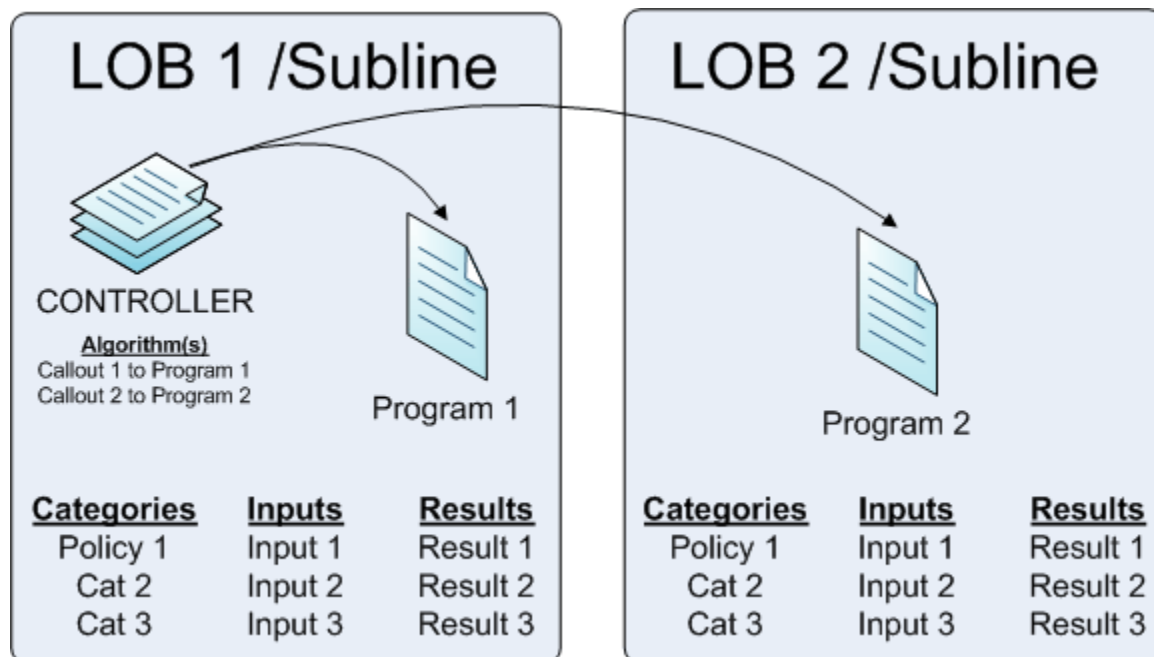 LOB 1 /Subline
CONTROLLER
Algorithm(s)
Callout 1 to Program 1
Callout 2 to Program 2
Program 1
Categories Inputs Results
Policy 1 Input 1 Result 1
Cat 2 Input 2 Result 2
Cat 3 Input 3 Result 3
LOB 2 /Subline
Program 2
Categories Inputs Results
Policy 1 Input 1 Result 1
Cat 2 Input 2 Result 2
Cat 3 Input 3 Result 3